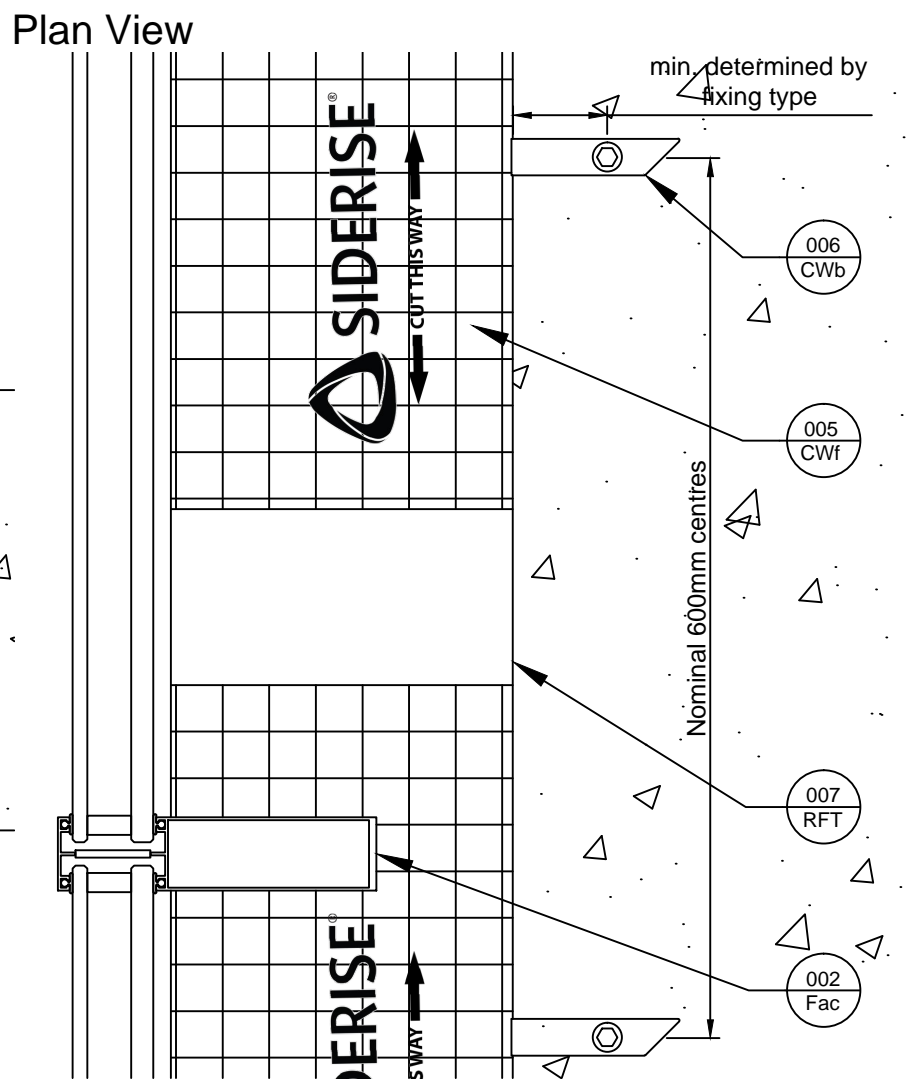 Plan View
min. determined by
fixing type
SIDERISE®
CUT THIS WAY
006
CWb
005
CWf
Nominal 600mm centres
007
RFT
002
Fac
DERISE®
S WAY